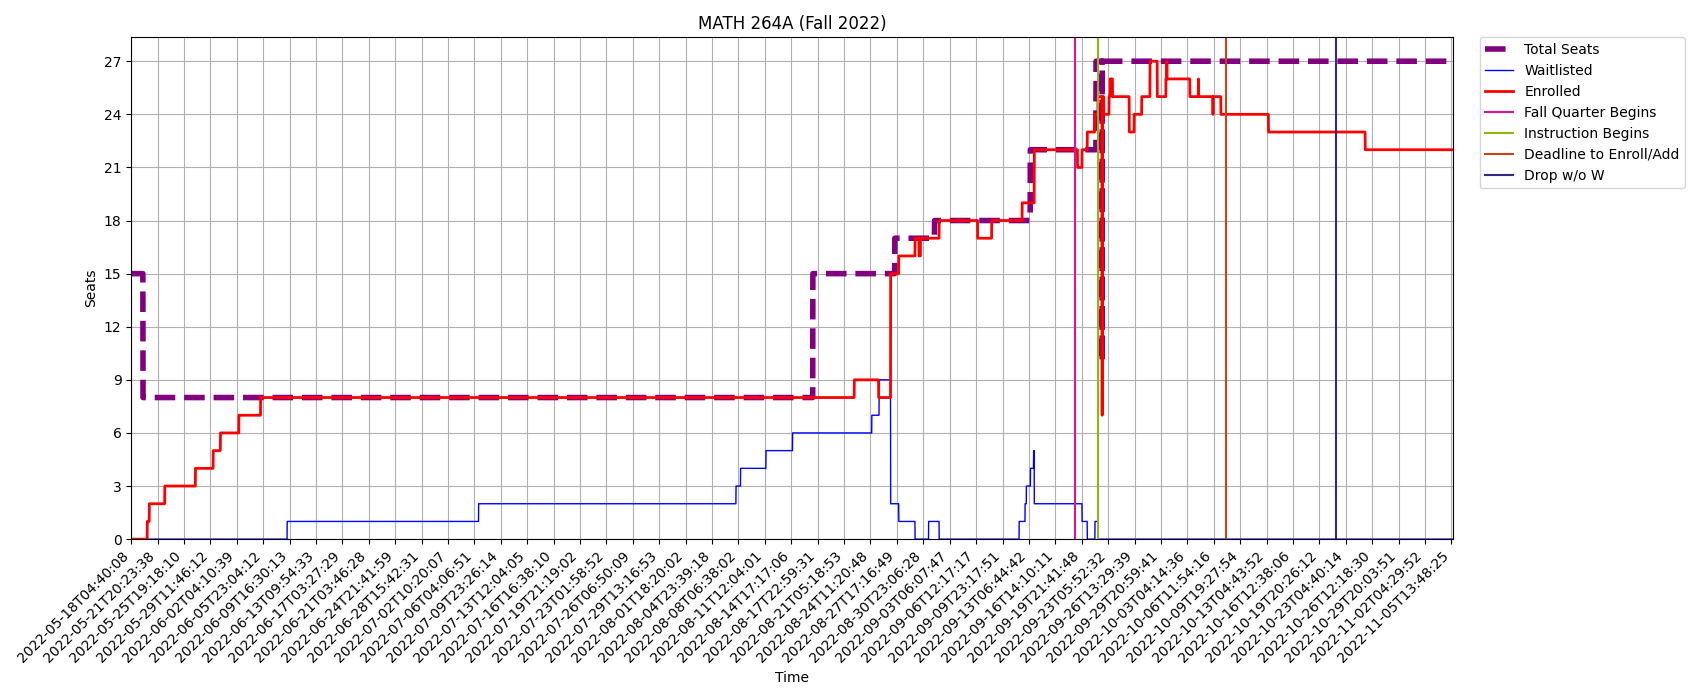 MATH 264A (Fall 2022)
Total Seats
Waitlisted
Enrolled
Fall Quarter Begins
Instruction Begins
Deadline to Enroll/Add
Drop w/o W
Seats
27
24
21
18
15
12
9
6
3
0
2022-05-18T04:40:08
2022-05-21T20:23:38
2022-05-25T19:18:10
2022-05-29T11:46:12
2022-06-02T04:10:39
2022-06-05T23:04:12
2022-06-09T16:30:13
2022-06-13T09:54:33
2022-06-17T03:27:29
2022-06-21T03:46:28
2022-06-24T21:41:59
2022-06-28T15:42:31
2022-07-02T10:20:07
2022-07-06T04:06:51
2022-07-09T23:26:14
2022-07-13T12:04:05
2022-07-16T16:38:10
2022-07-19T21:19:02
2022-07-23T01:58:52
2022-07-26T06:50:09
2022-07-29T13:16:53
2022-08-01T18:20:02
2022-08-04T23:39:18
2022-08-08T06:38:02
2022-08-11T12:04:01
2022-08-14T17:17:06
2022-08-17T22:59:31
2022-08-21T05:18:53
2022-08-24T11:20:48
2022-08-27T17:16:49
2022-08-30T23:06:28
2022-09-03T07:07:47
2022-09-06T12:17:17
2022-09-09T23:17:51
2022-09-13T06:44:42
2022-09-16T14:10:11
2022-09-19T21:41:48
2022-09-23T05:52:32
2022-09-26T13:29:39
2022-09-29T20:59:41
2022-10-03T04:14:36
2022-10-06T11:54:16
2022-10-09T19:27:54
2022-10-13T04:43:52
2022-10-16T12:38:06
2022-10-19T20:26:12
2022-10-23T04:40:14
2022-10-26T12:18:30
2022-10-29T20:03:51
2022-11-02T04:29:52
2022-11-05T13:48:25
Time